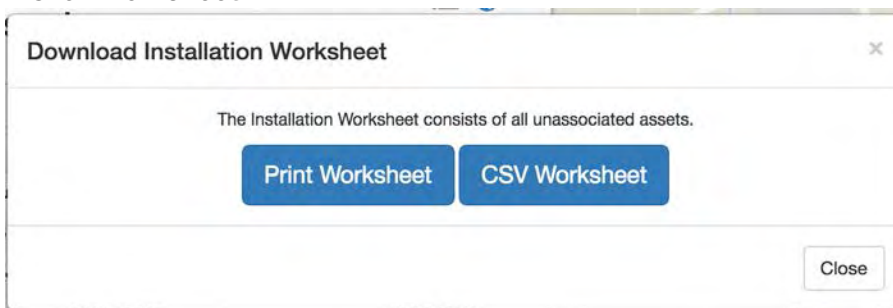 Download Installation Worksheet
×
The Installation Worksheet consists of all unassociated assets.
Print Worksheet CSV Worksheet
Close